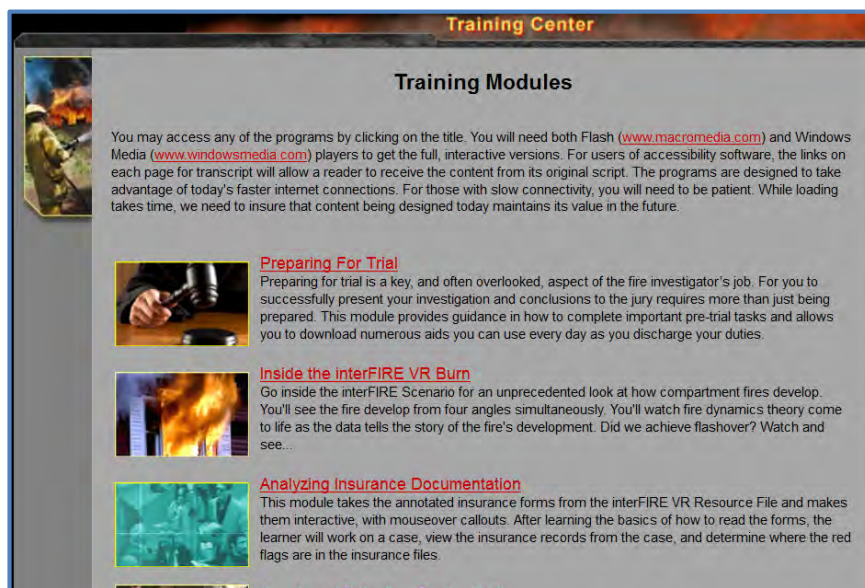 Training Center
Training Modules
You may access any of the programs by clicking on the title. You will need both Flash (www.macromedia.com) and Windows
Media (www.windowsmedia.com) players to get the full, interactive versions. For users of accessibility software, the links on
each page for transcript will allow a reader to receive the content from its original script. The programs are designed to take
advantage of today's faster internet connections. For those with slow connectivity, you will need to be patient. While loading
takes time, we need to insure that content being designed today maintains its value in the future.
Preparing For Trial
Preparing for trial is a key, and often overlooked, aspect of the fire investigator's job. For you to
successfully present your investigation and conclusions to the jury requires more than just being
prepared. This module provides guidance in how to complete important pre-trial tasks and allows
you to download numerous aids you can use every day as you discharge your duties.
Inside the interFIRE VR Burn
Go inside the interFIRE Scenario for an unprecedented look at how compartment fires develop.
You'll see the fire develop from four angles simultaneously. You'll watch fire dynamics theory come
to life as the data tells the story of the fire's development. Did we achieve flashover? Watch and
see...
Analyzing Insurance Documentation
This module takes the annotated insurance forms from the interFIRE VR Resource File and makes
them interactive, with mouseover callouts. After learning the basics of how to read the forms, the
learner will work on a case, view the insurance records from the case, and determine where the red
flags are in the insurance files.